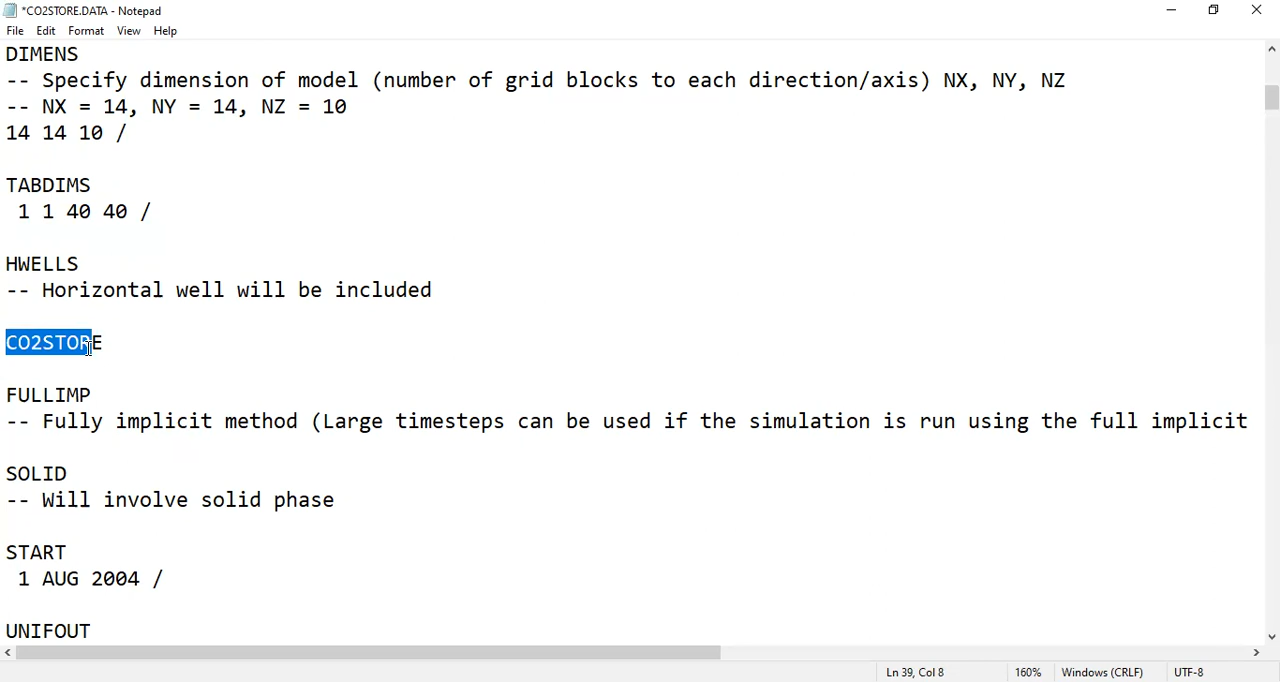 *CO2STORE.DATA - Notepad
File Edit Format View Help
DIMENS
-- Specify dimension of model (number of grid blocks to each direction/axis) NX, NY, NZ
-- NX = 14, NY = 14, NZ = 10
14 14 10 /
TABDIMS
1 1 40 40 /
HWELLS
-- Horizontal well will be included
CO2STORE
FULLIMP
-- Fully implicit method (Large timesteps can be used if the simulation is run using the full implicit
SOLID
-- Will involve solid phase
START
1 AUG 2004 /
UNIFOUT
Ln 39, Col 8 160% Windows (CRLF) UTF-8